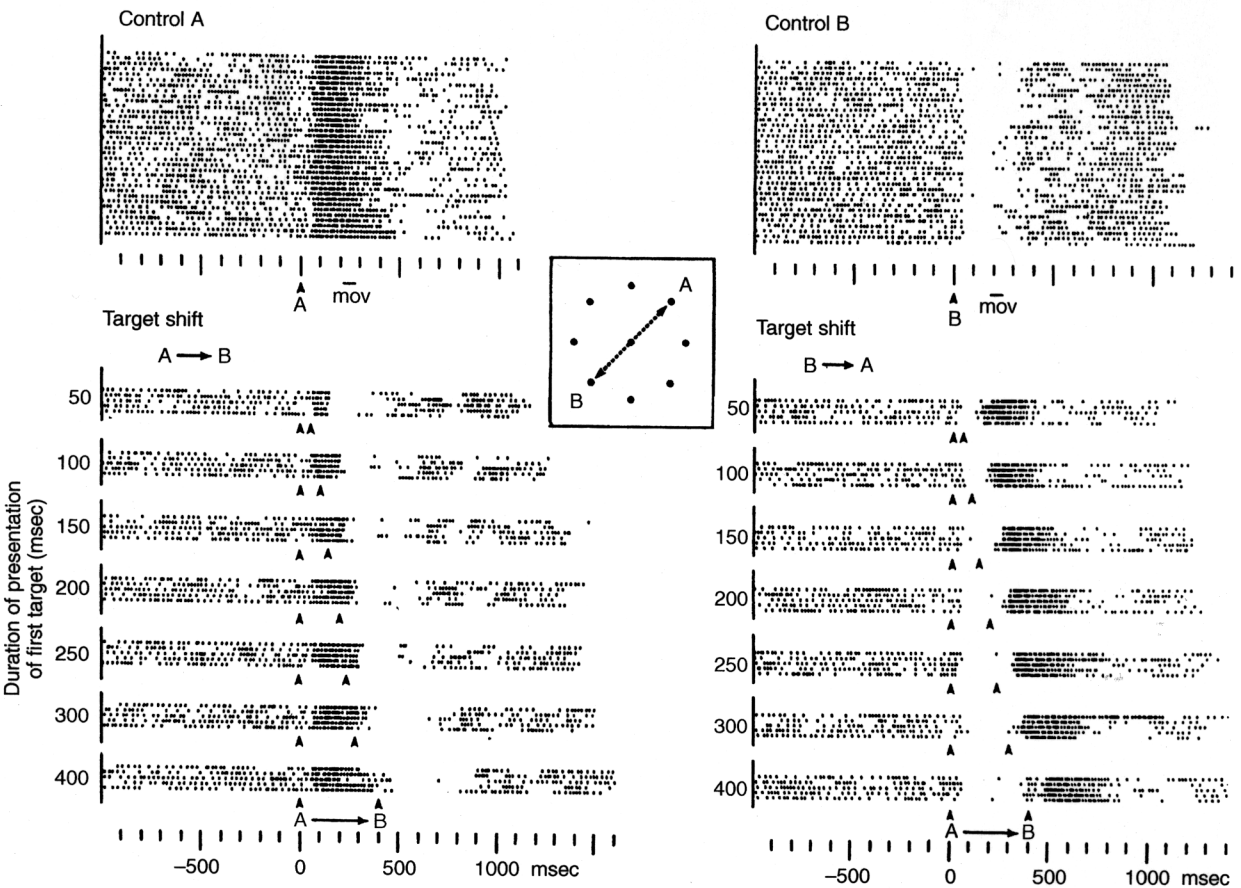 Control A
A
mov
Target shift
A → B
Duration of presentation
of first target (msec)
50
100
150
200
250
300
400
A → B
−500
0
500
1000
msec
A
B
Control B
B
mov
Target shift
B → A
50
100
150
200
250
300
400
A → B
−500
0
500
1000
msec